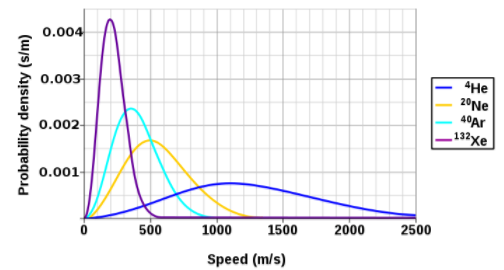 Probability density (s/m)
0.004
0.003
0.002
0.001
0
500
1000
1500
2000
2500
Speed (m/s)
⁴He
²⁰Ne
⁴⁰Ar
¹³²Xe